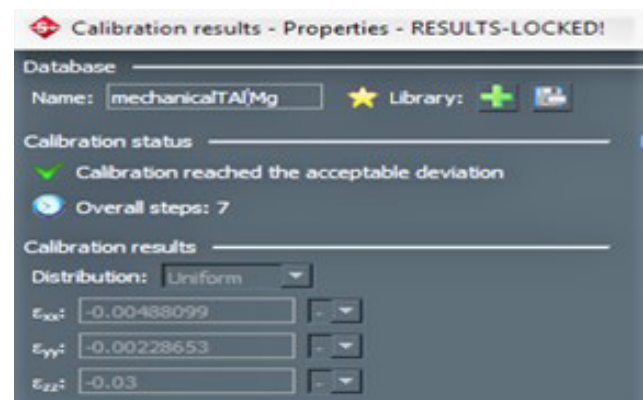 Calibration results - Properties - RESULTS-LOCKED!
Database
Name: mechanicalTAl[Mg Library:
Calibration status
Calibration reached the acceptable deviation
Overall steps: 7
Calibration results
Distribution: Uniform
εxx: -0.00488099 -
εyy: -0.00228653 -
εzz: -0.03 -